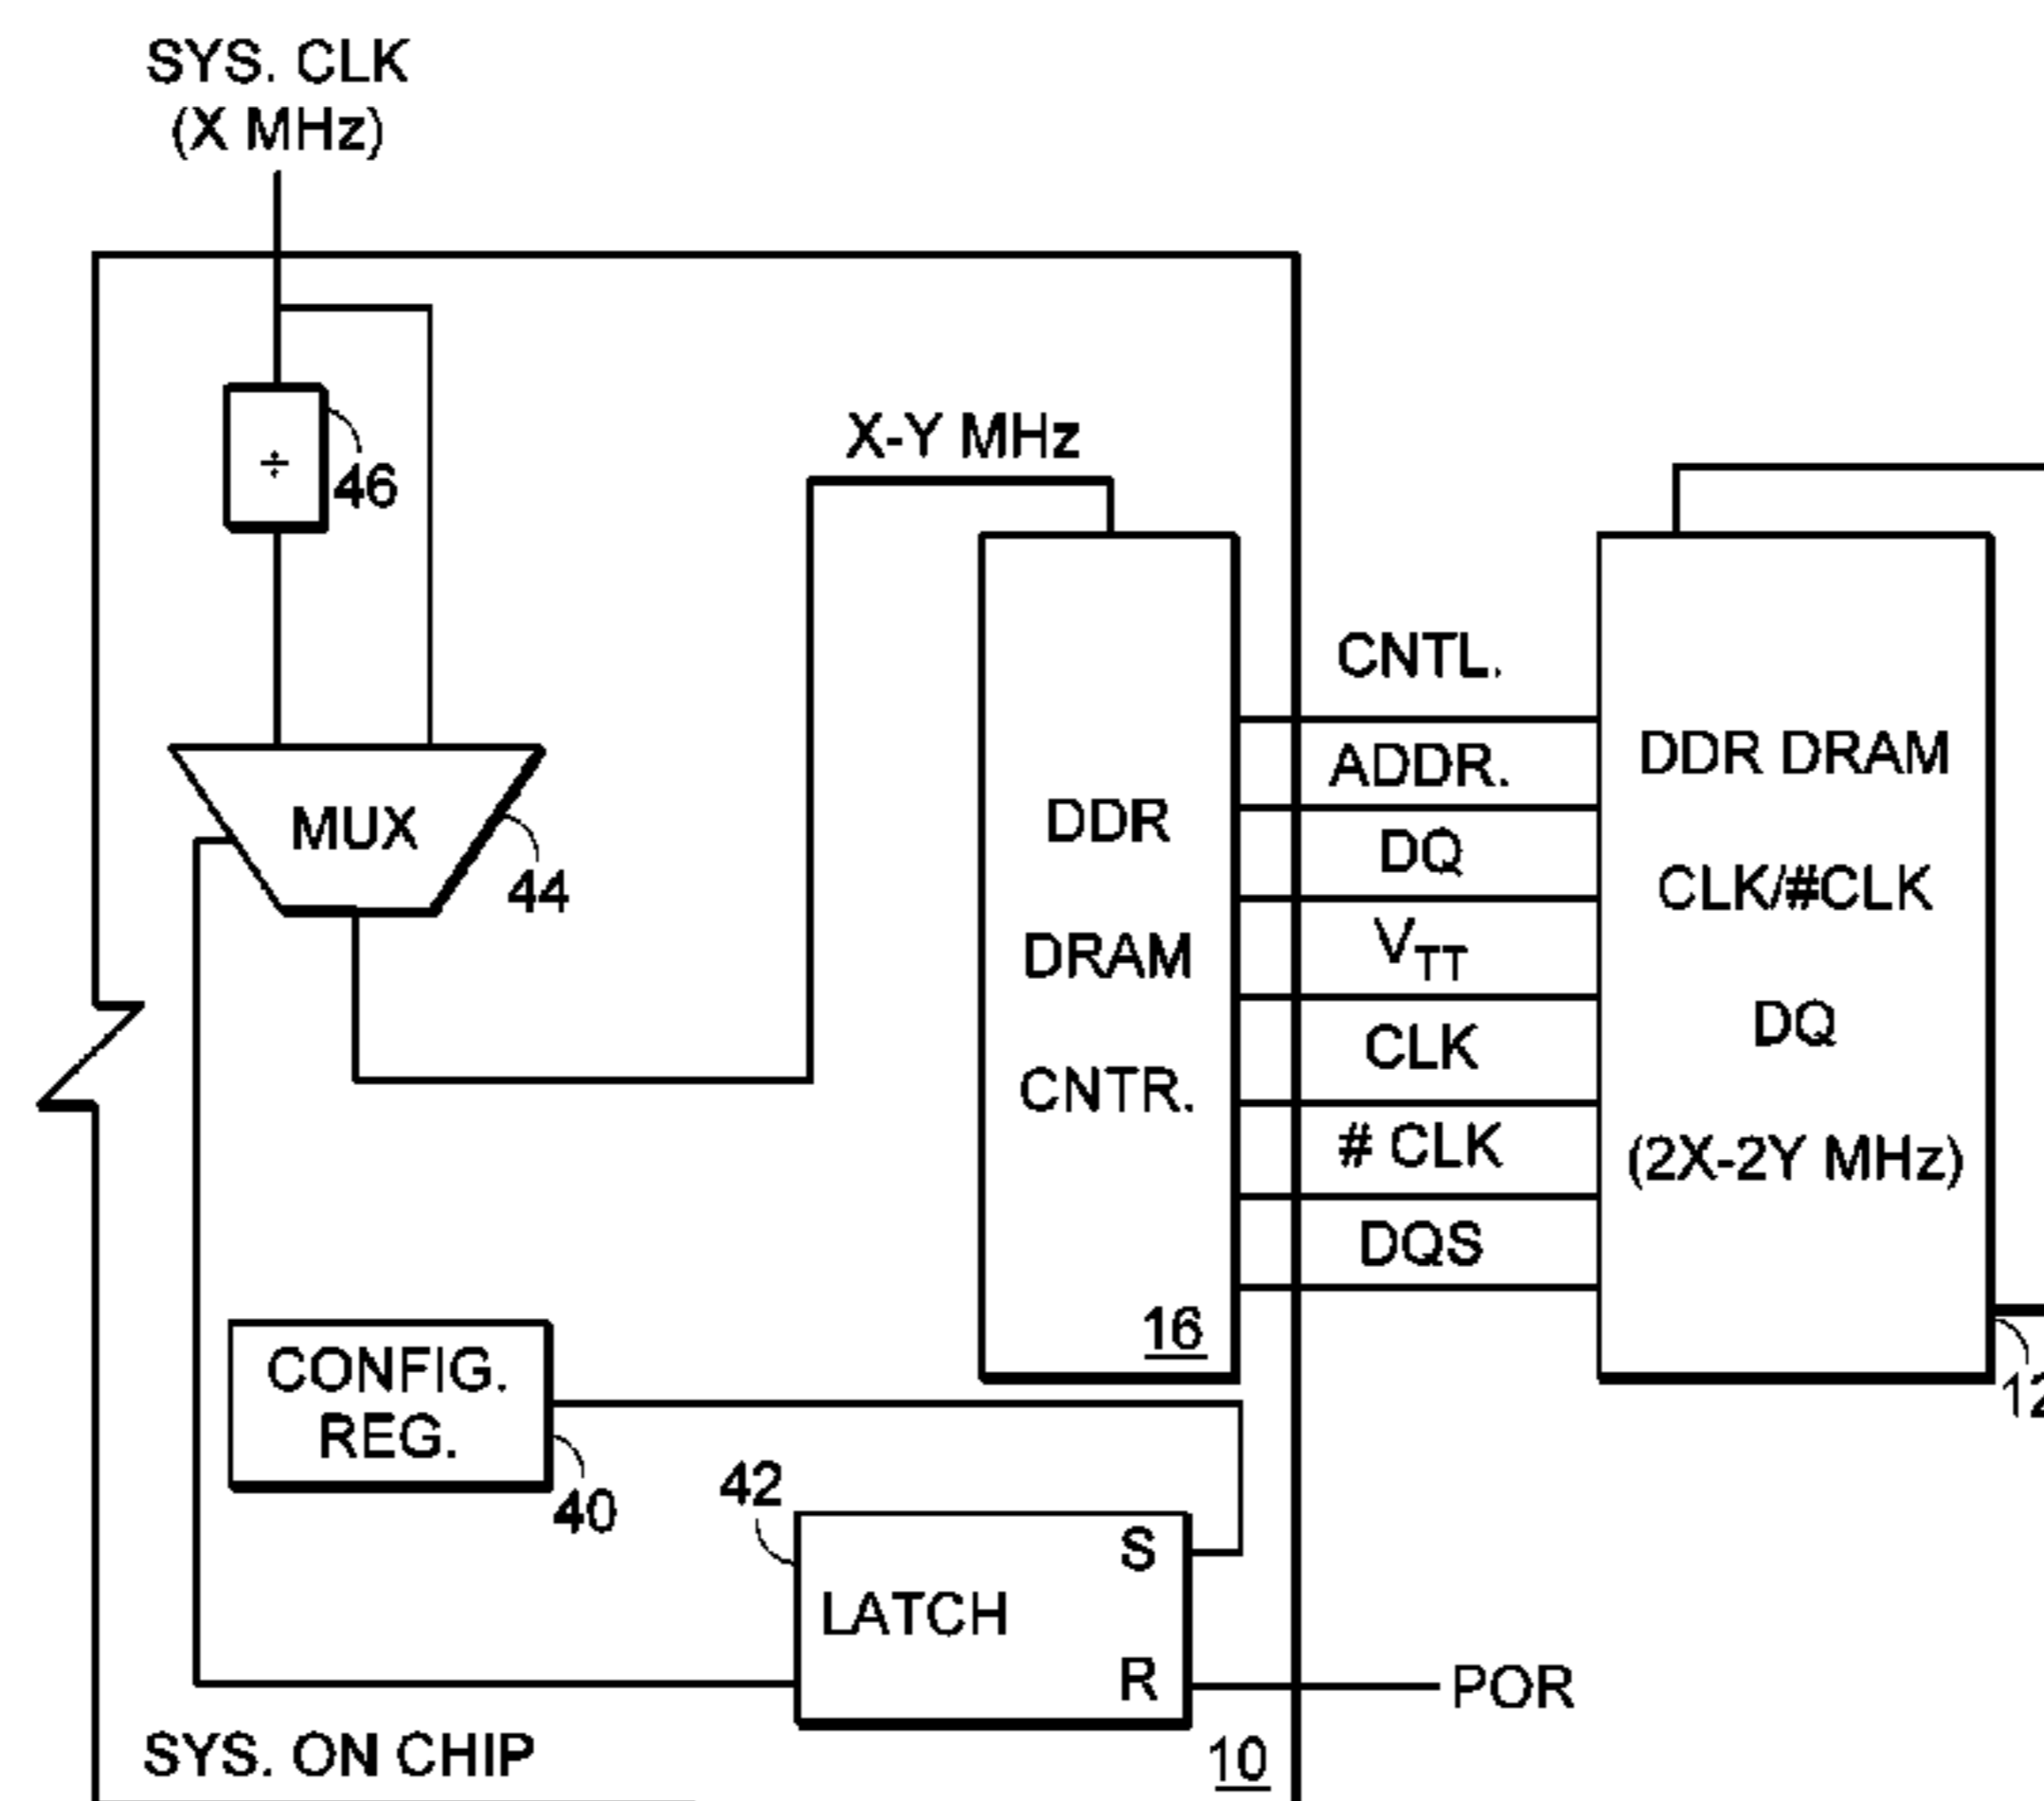 SYS. CLK
(X MHz)
÷
46
X-Y MHz
MUX
44
DDR
DRAM
CNTR.
16
CNTL.
ADDR.
DQ
VTT
CLK
# CLK
DQS
DDR DRAM
CLK/#CLK
DQ
(2X-2Y MHz)
CONFIG.
REG.
40
42
S
LATCH
R
POR
SYS. ON CHIP
10